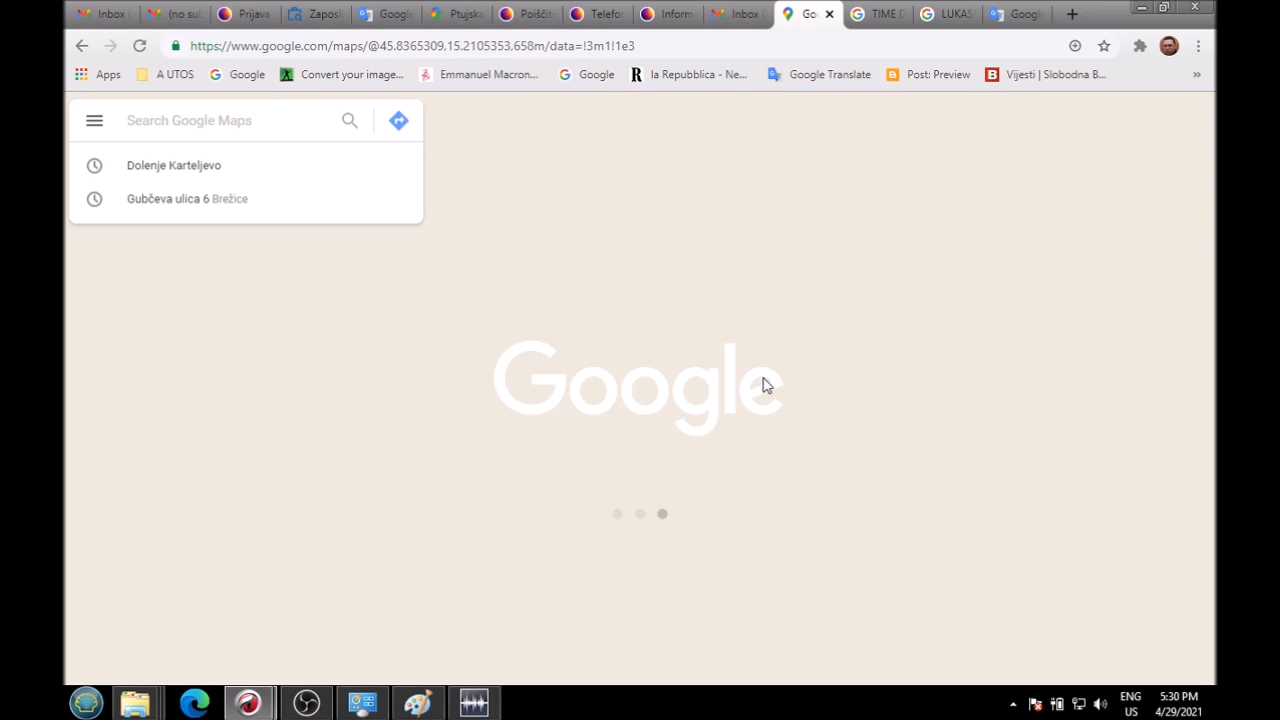 Inbox (
(no sub
Prijava
Zaposl
Google
Ptujska
Poiščit
Telefor
Inform
Inbox (
Go
TIME D
LUKAS
Google
https://www.google.com/maps/@45.8365309,15.2105353,658m/data=!3m1!1e3
Apps
A UTOS
Google
Convert your image...
Emmanuel Macron...
Google
R
la Repubblica - Ne...
Google Translate
Post: Preview
B
Vijesti | Slobodna B...
»
Search Google Maps
Dolenje Karteljevo
Gubčeva ulica 6 Brežice
Google
ENG
US
5:30 PM
4/29/2021